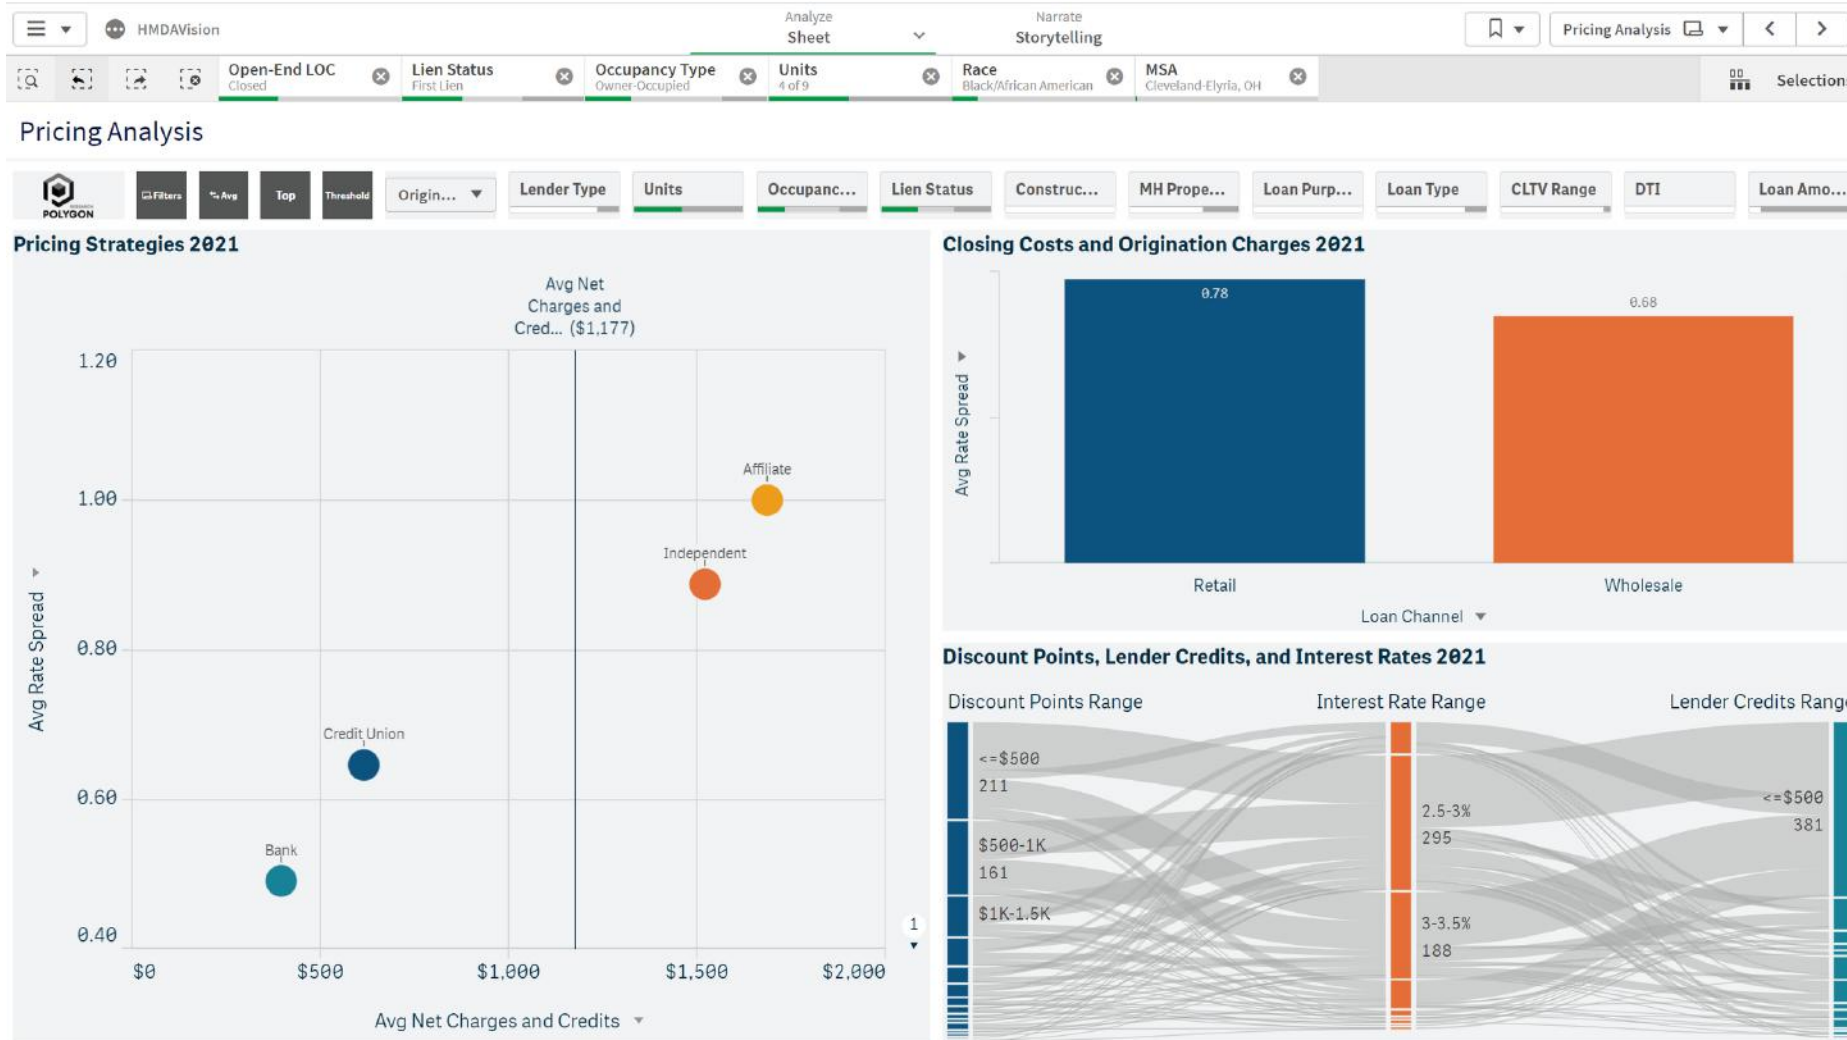 HMDAVision
Analyze
Sheet
Narrate
Storytelling
Pricing Analysis
Open-End LOC
Closed
Lien Status
First Lien
Occupancy Type
Owner-Occupied
Units
4 of 9
Race
Black/African American
MSA
Cleveland-Elyria, OH
Selection
Pricing Analysis
POLYGON
RESEARCH
Filters
Avg
Top
Threshold
Origin...
Lender Type
Units
Occupanc...
Lien Status
Construc...
MH Prope...
Loan Purp...
Loan Type
CLTV Range
DTI
Loan Amo...
Pricing Strategies 2021
Avg Net
Charges and
Cred... ($1,177)
1.20
1.00
0.80
0.60
0.40
Avg Rate Spread
Affiliate
Independent
Credit Union
Bank
1
$0
$500
$1,000
$1,500
$2,000
Avg Net Charges and Credits
Closing Costs and Origination Charges 2021
Avg Rate Spread
0.78
0.68
Retail
Wholesale
Loan Channel
Discount Points, Lender Credits, and Interest Rates 2021
Discount Points Range
Interest Rate Range
Lender Credits Range
<=$500
211
$500-1K
161
$1K-1.5K
2.5-3%
295
3-3.5%
188
<=$500
381